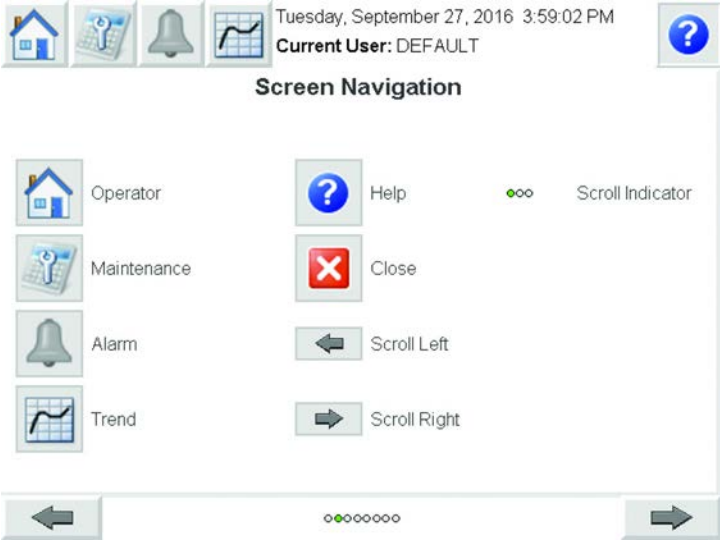 Tuesday, September 27, 2016 3:59:02 PM
Current User: DEFAULT
?
Screen Navigation
Operator
? Help
Scroll Indicator
Maintenance
Close
Alarm
Scroll Left
Trend
Scroll Right